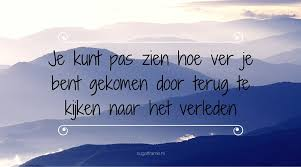 Je kunt pas zien hoe ver je
bent gekomen door terug te
kijken naar het verleden